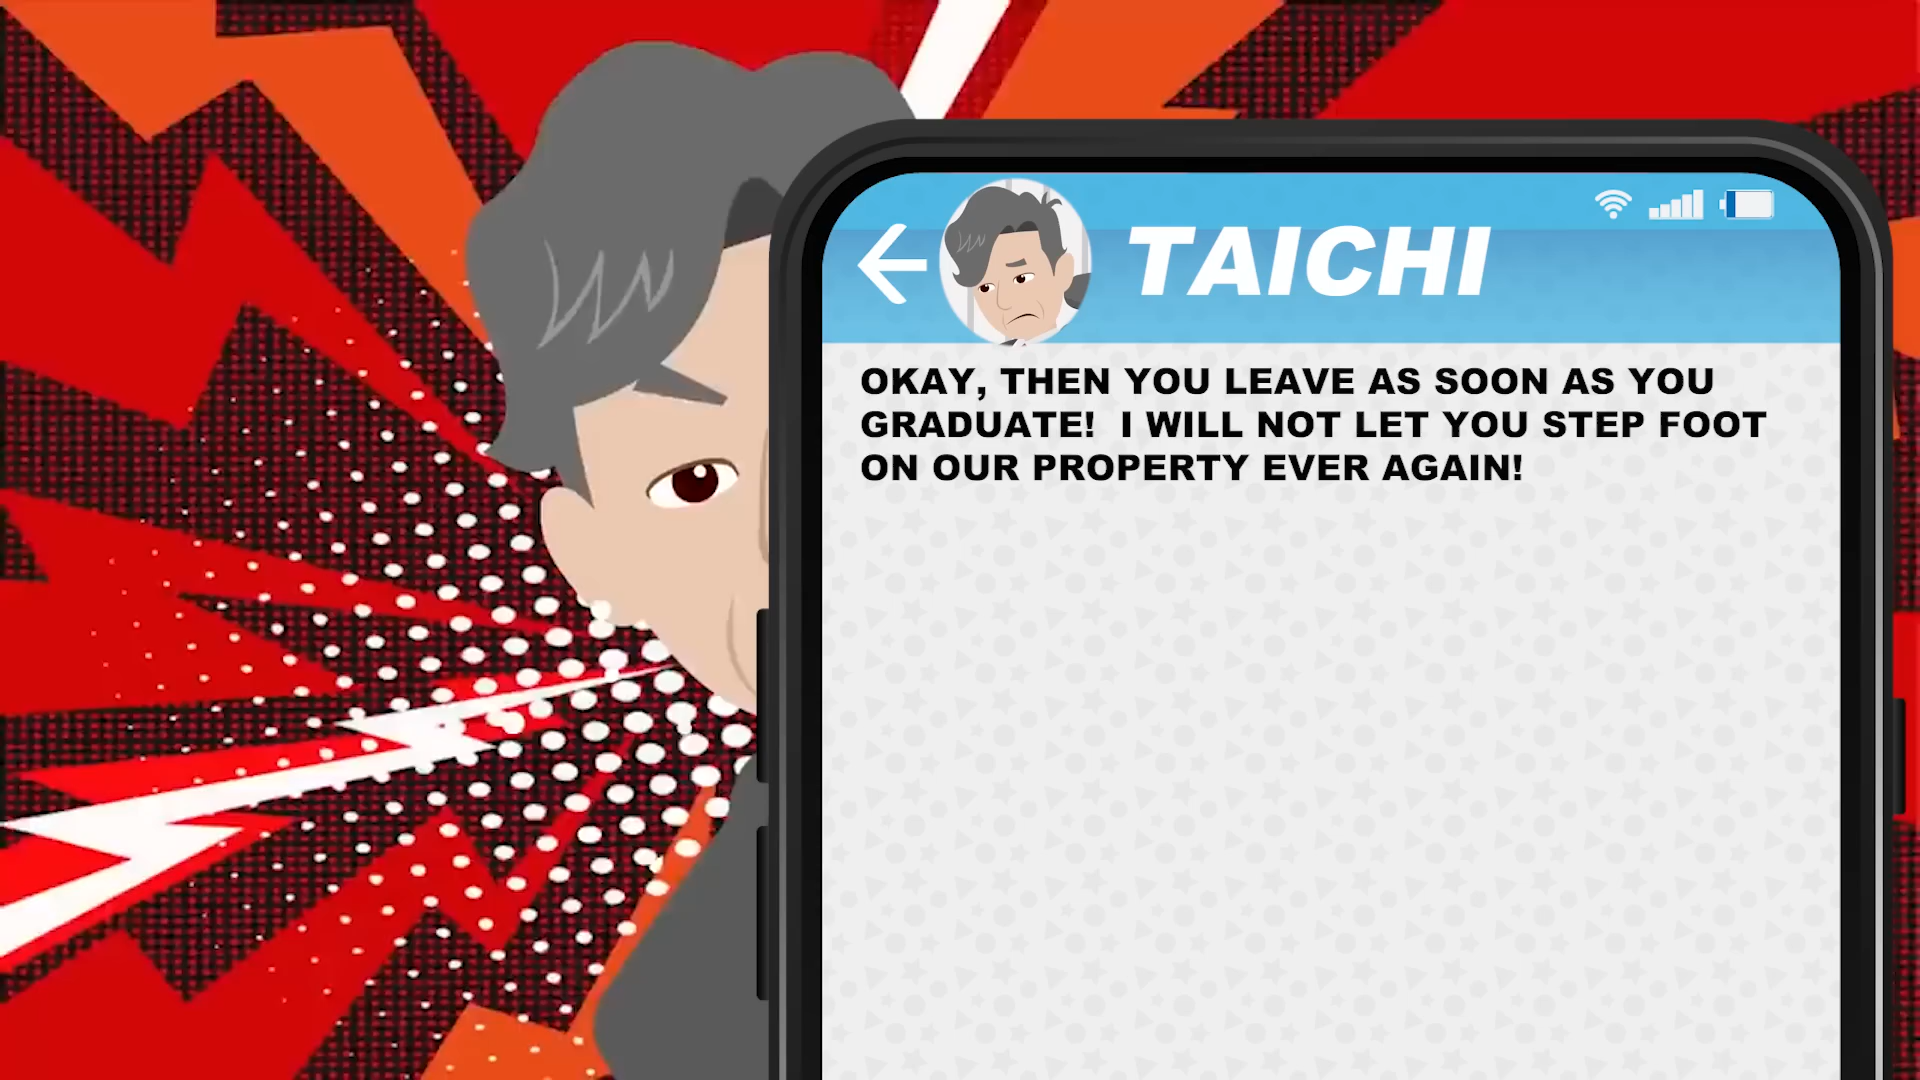 TAICHI
OKAY, THEN YOU LEAVE AS SOON AS YOU
GRADUATE!  I WILL NOT LET YOU STEP FOOT
ON OUR PROPERTY EVER AGAIN!